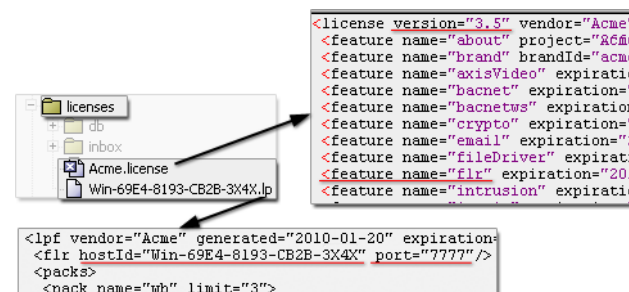 licenses
db
inbox
Acme.license
Win-69E4-8193-CB2B-3X4X.lp
<license version="3.5" vendor="Acme"
<feature name="about" project=
<feature name="brand" brandId="acme
<feature name="axisVideo" expirati
<feature name="bacnet" expiration="
<feature name="bacnetws" expiration
<feature name="crypto" expiration="
<feature name="email" expiration="
<feature name="fileDriver" expirat
<feature name="flr" expiration="20
<feature name="intrusion" expirati
<lpf vendor="Acme" generated="2010-01-20" expiration=
<flr hostId="Win-69E4-8193-CB2B-3X4X" port="7777"/>
<packs>
<pack name="wb" limit="3">